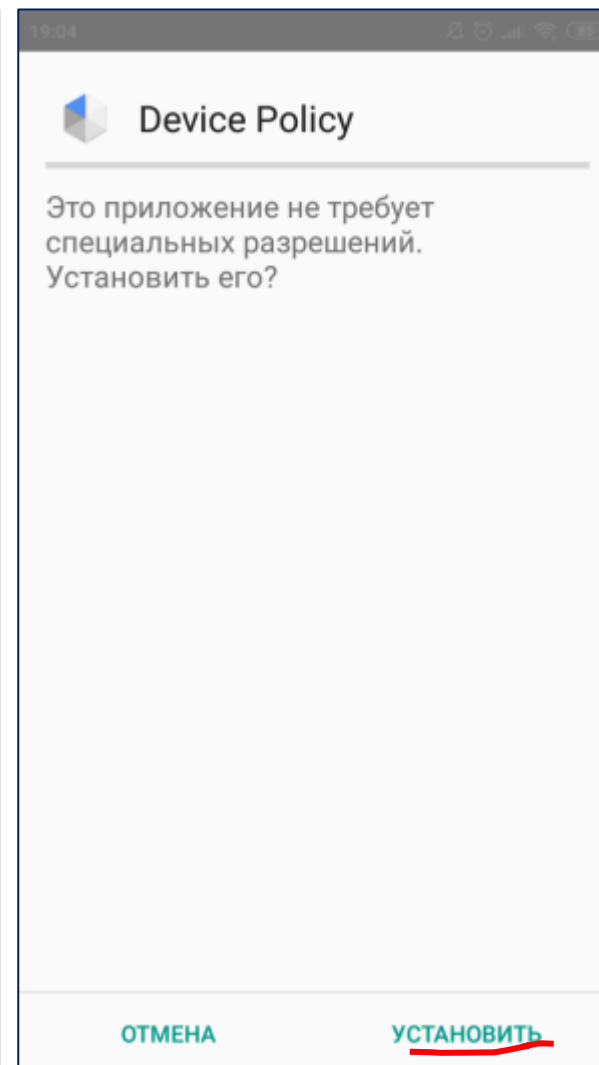 19:04
Device Policy
Это приложение не требует
специальных разрешений.
Установить его?
ОТМЕНА УСТАНОВИТЬ